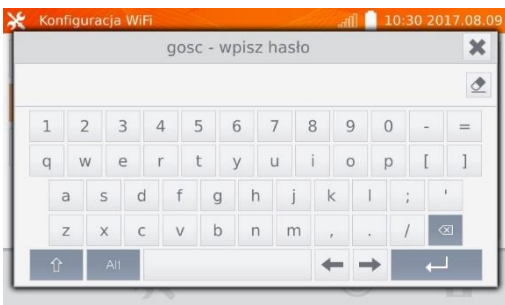 Konfiguracja WiFi 10:30 2017.08.09
gosc - wpisz hasło
1 2 3 4 5 6 7 8 9 0 - =
q w e r t y u i o p [ ]
a s d f g h j k l ; '
z x c v b n m , . /
Alt